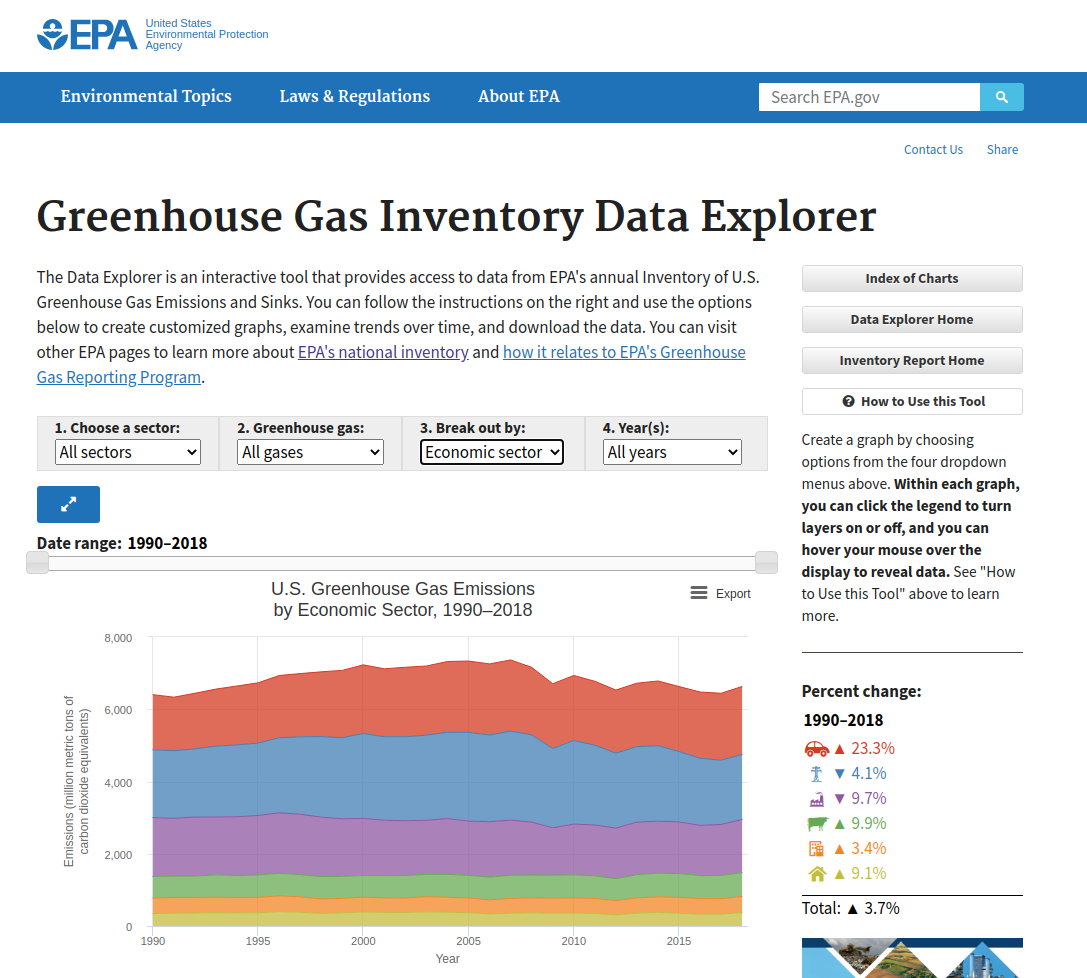 EPA
United States
Environmental Protection
Agency
Environmental Topics
Laws & Regulations
About EPA
Search EPA.gov
Contact Us
Share
Greenhouse Gas Inventory Data Explorer
The Data Explorer is an interactive tool that provides access to data from EPA's annual Inventory of U.S.
Greenhouse Gas Emissions and Sinks. You can follow the instructions on the right and use the options
below to create customized graphs, examine trends over time, and download the data. You can visit
other EPA pages to learn more about EPA's national inventory and how it relates to EPA's Greenhouse
Gas Reporting Program.
1. Choose a sector:
All sectors
2. Greenhouse gas:
All gases
3. Break out by:
Economic sector
4. Year(s):
All years
Date range: 1990–2018
U.S. Greenhouse Gas Emissions
by Economic Sector, 1990–2018
Export
Emissions (million metric tons of
carbon dioxide equivalents)
8,000
6,000
4,000
2,000
0
1990
1995
2000
2005
2010
2015
Year
Index of Charts
Data Explorer Home
Inventory Report Home
How to Use this Tool
Create a graph by choosing
options from the four dropdown
menus above. Within each graph,
you can click the legend to turn
layers on or off, and you can
hover your mouse over the
display to reveal data. See "How
to Use this Tool" above to learn
more.
Percent change:
1990–2018
▲ 23.3%
▼ 4.1%
▼ 9.7%
▲ 9.9%
▲ 3.4%
▲ 9.1%
Total: ▲ 3.7%